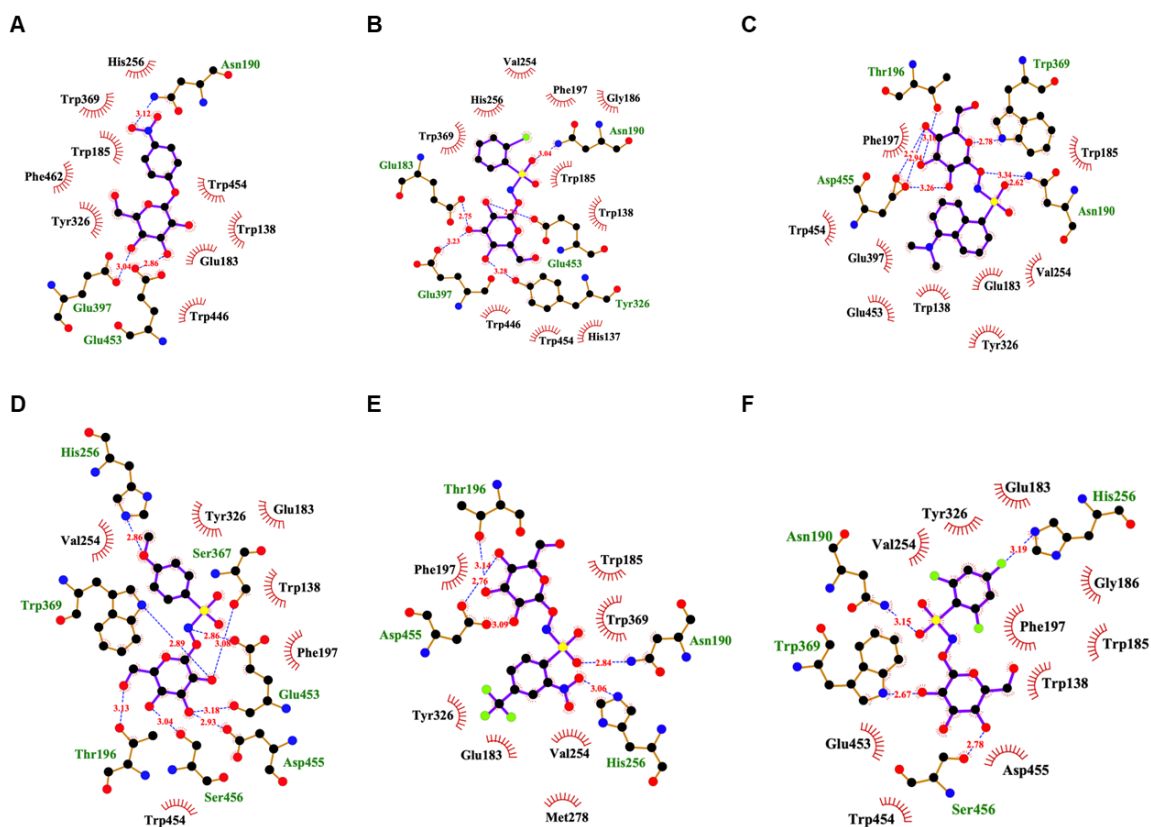 A
His256
Asn190
Trp369
3.12
Trp185
Phe462
Trp454
Tyr326
Trp138
Glu183
3.04
2.86
Glu397
Trp446
Glu453
B
Val254
Phe197
Gly186
His256
Asn190
Trp369
3.04
Glu183
Trp185
2.75
Trp138
3.23
Glu453
Glu397
3.28
Tyr326
Trp446
Trp454
His137
C
Thr196
Trp369
3.10
2.78
Phe197
2.94
Trp185
Asp455
3.26
3.34
2.62
Asn190
Trp454
Glu397
Val254
Glu183
Glu453
Trp138
Tyr326
D
His256
Glu183
Tyr326
Val254
2.86
Ser367
Trp138
Trp369
2.89
2.86
3.08
Phe197
Glu453
3.13
3.18
3.04
2.93
Thr196
Asp455
Ser456
Trp454
E
Thr196
Phe197
3.14
2.76
Trp185
Asp455
3.09
Trp369
Asn190
2.84
3.06
Tyr326
Glu183
Val254
His256
Met278
F
Glu183
Tyr326
His256
Asn190
Val254
3.19
Gly186
3.15
Phe197
Trp369
Trp185
Trp138
2.67
Glu453
2.78
Asp455
Ser456
Trp454